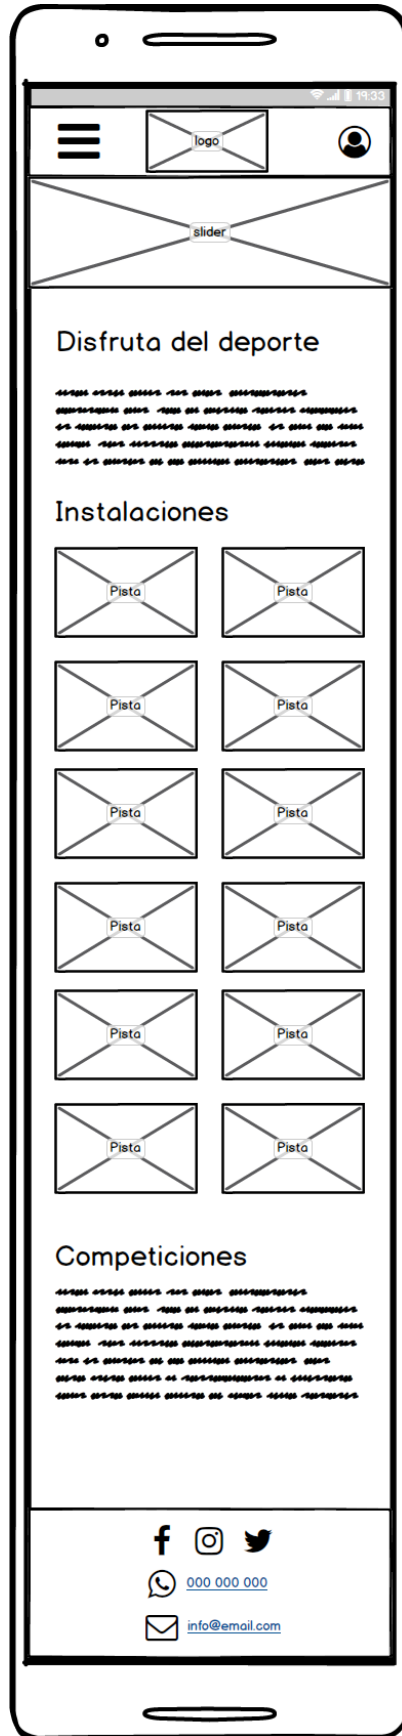 19:33
logo
slider
Disfruta del deporte
Instalaciones
Pista Pista
Pista Pista
Pista Pista
Pista Pista
Pista Pista
Pista Pista
Competiciones
000 000 000
info@email.com